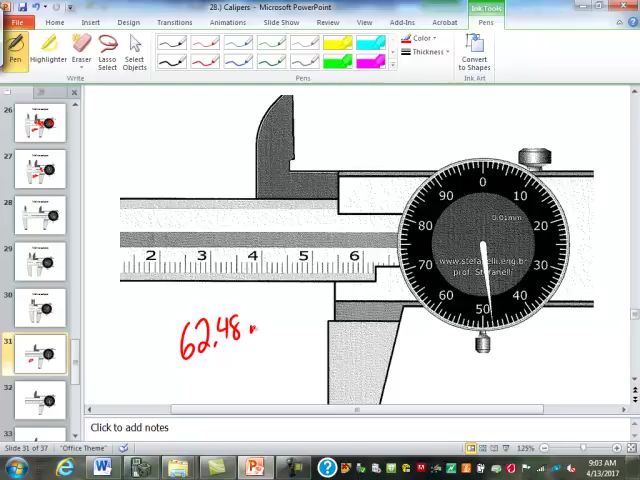 28.) Calipers - Microsoft PowerPoint
Ink Tools
File Home Insert Design Transitions Animations Slide Show Review View Add-Ins Acrobat Pens
Pen Highlighter Eraser Lasso Select Select Objects
Color
Thickness
Convert to Shapes
Write Pens Ink Art
26
27
28
29
30
31
32
33
0
10
20
30
40
50
60
70
80
90
0.01mm
www.stefanelli.eng.br
prof. Stefanelli
2 3 4 5 6
62.48
Click to add notes
Slide 31 of 37 "Office Theme" 125%
9:03 AM
4/13/2017